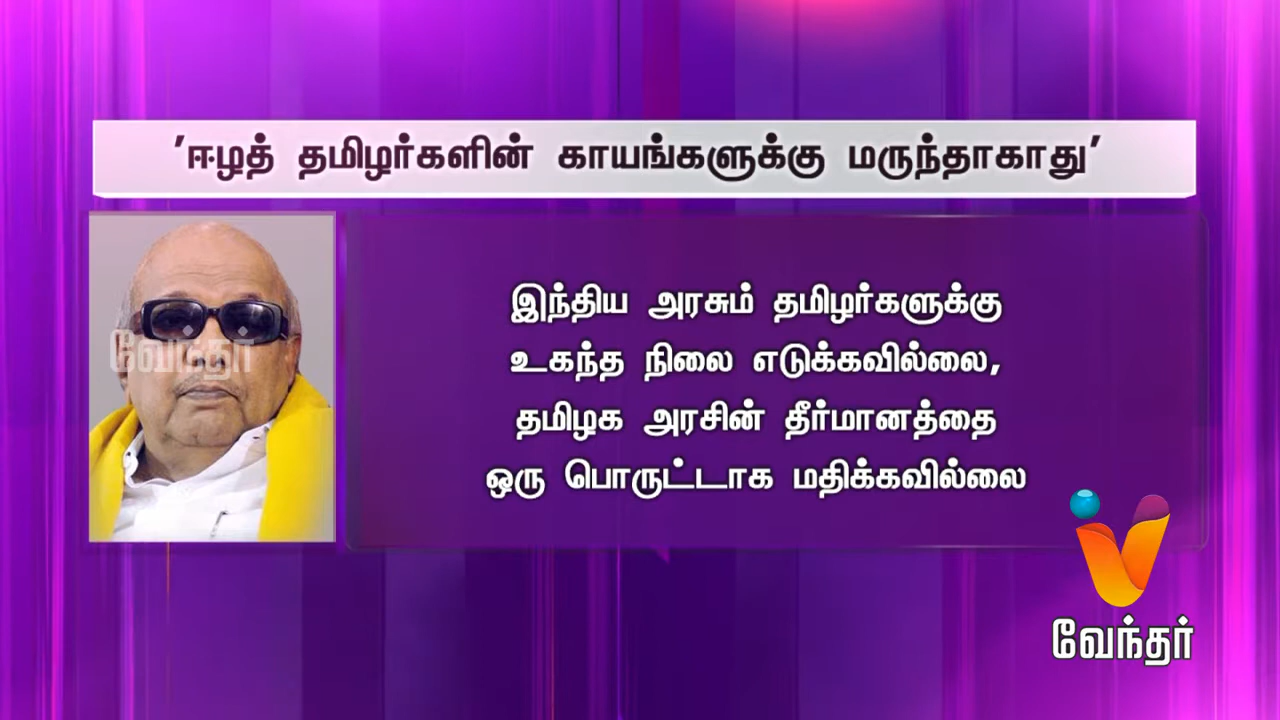 'ஈழத் தமிழர்களின் காயங்களுக்கு மருந்தாகாது'
வேந்தர்
இந்திய அரசும் தமிழர்களுக்கு
உகந்த நிலை எடுக்கவில்லை,
தமிழக அரசின் தீர்மானத்தை
ஒரு பொருட்டாக மதிக்கவில்லை
வேந்தர்